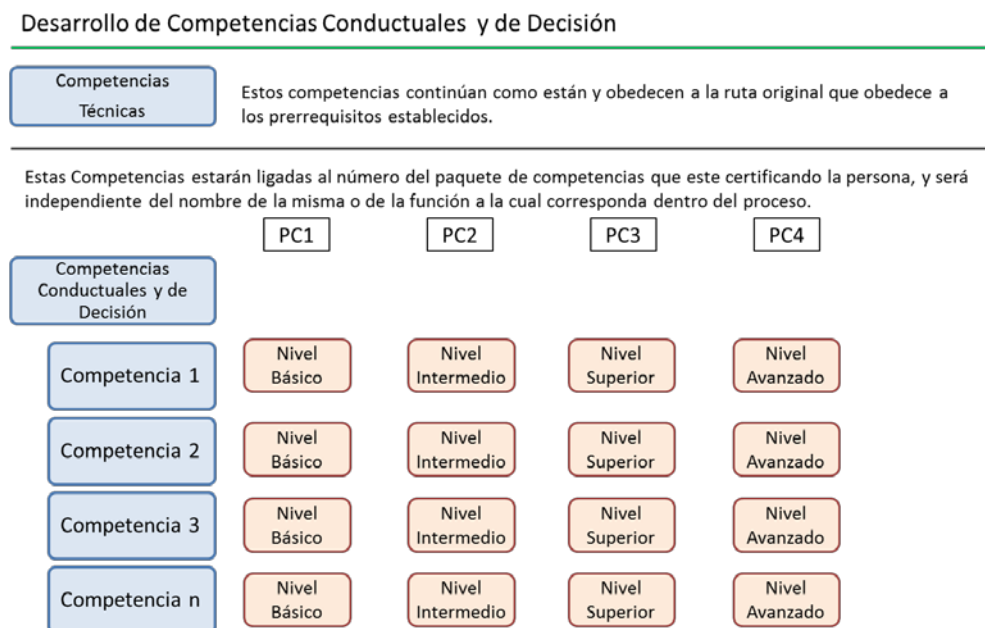 Desarrollo de Competencias Conductuales y de Decisión
Competencias
Técnicas
Estos competencias continúan como están y obedecen a la ruta original que obedece a
los prerrequisitos establecidos.
Estas Competencias estarán ligadas al número del paquete de competencias que este certificando la persona, y será
independiente del nombre de la misma o de la función a la cual corresponda dentro del proceso.
PC1
PC2
PC3
PC4
Competencias
Conductuales y de
Decisión
Competencia 1
Nivel
Básico
Nivel
Intermedio
Nivel
Superior
Nivel
Avanzado
Competencia 2
Nivel
Básico
Nivel
Intermedio
Nivel
Superior
Nivel
Avanzado
Competencia 3
Nivel
Básico
Nivel
Intermedio
Nivel
Superior
Nivel
Avanzado
Competencia n
Nivel
Básico
Nivel
Intermedio
Nivel
Superior
Nivel
Avanzado